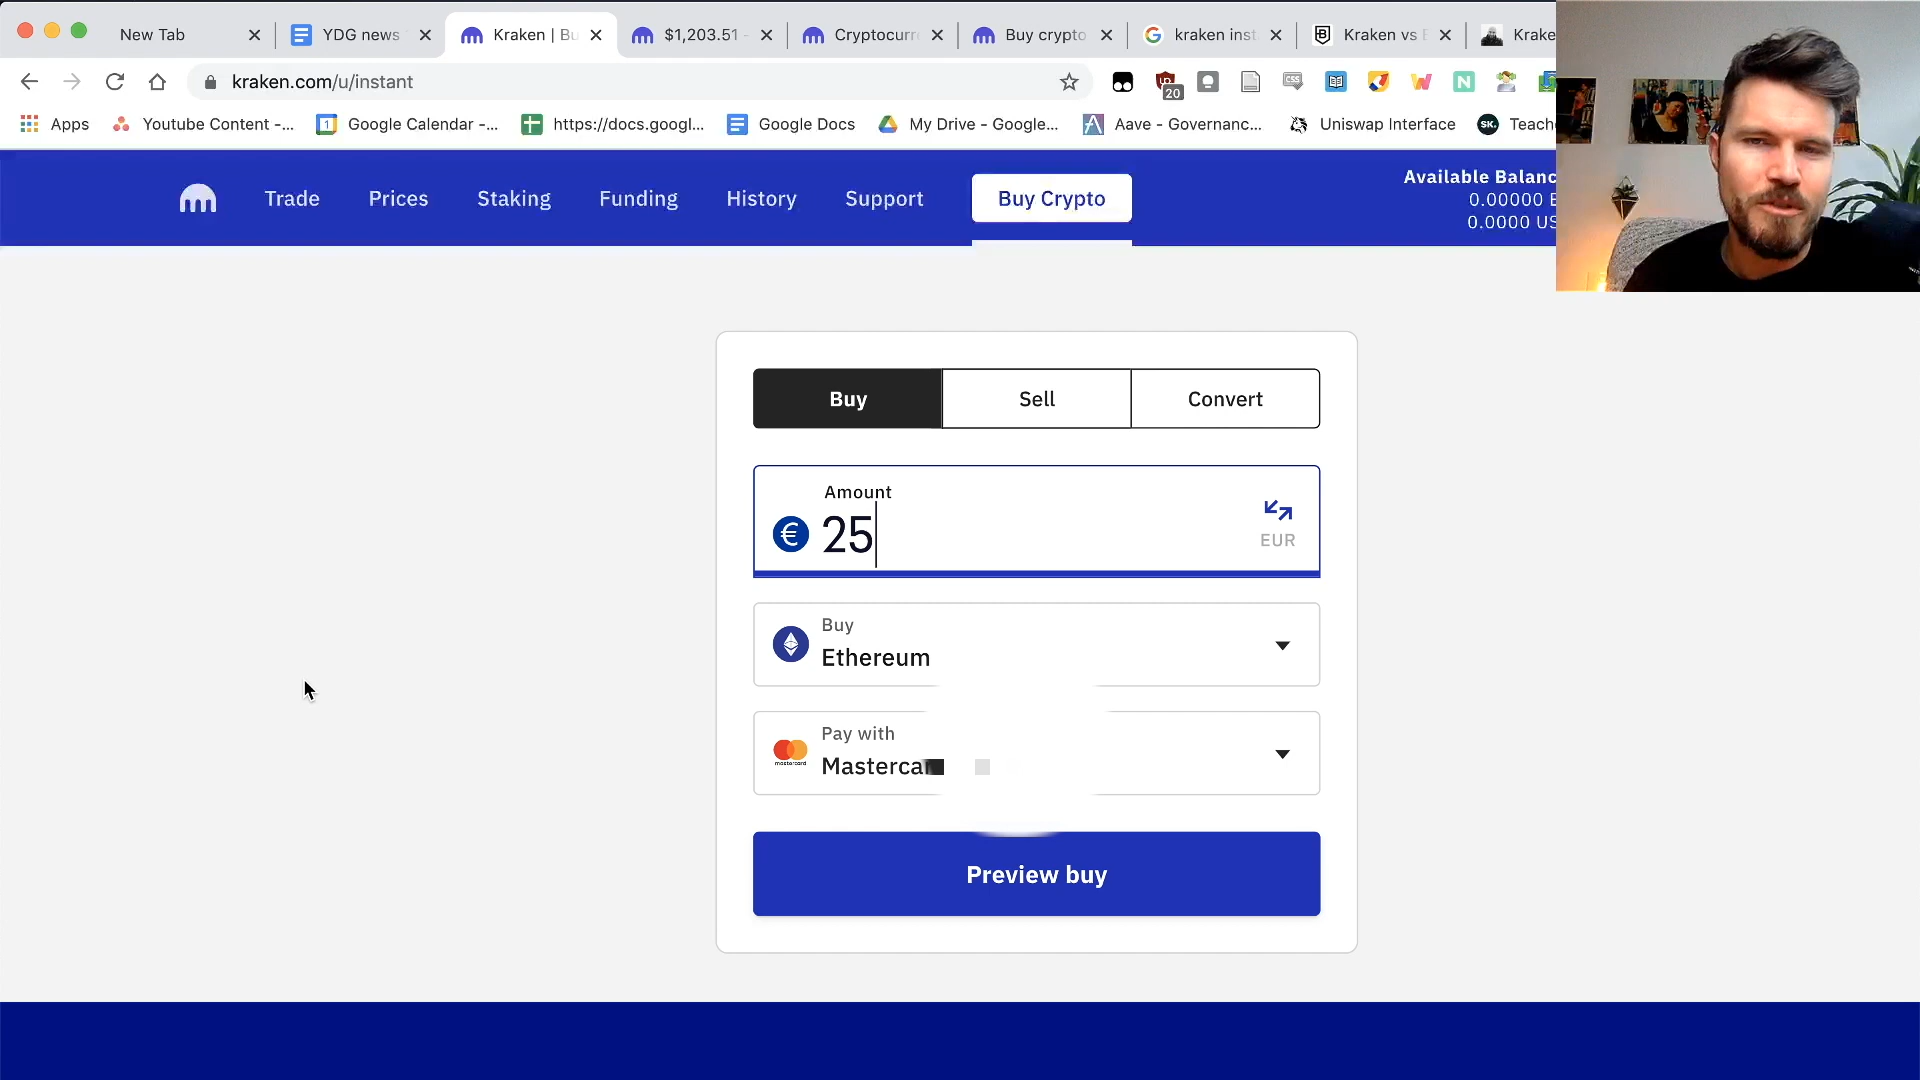 New Tab
YDG news
Kraken | Bu
$1,203.51 -
Cryptocurr
Buy crypto
kraken inst
Kraken vs
Krake
kraken.com/u/instant
20
Apps
Youtube Content -...
1
Google Calendar -...
https://docs.googl...
Google Docs
My Drive - Google...
Aave - Governanc...
Uniswap Interface
SK.
Teach
Trade
Prices
Staking
Funding
History
Support
Buy Crypto
Available Balanc
0.00000
0.0000 US
Buy
Sell
Convert
Amount
€ 25
EUR
Buy
Ethereum
Pay with
mastercard
Masterca
Preview buy